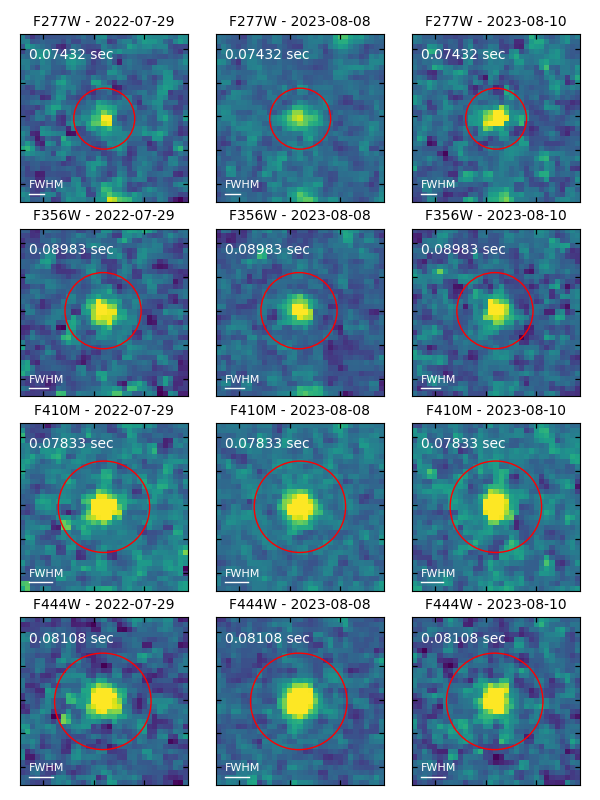 F277W - 2022-07-29 F277W - 2023-08-08 F277W - 2023-08-10
0.07432 sec 0.07432 sec 0.07432 sec
FWHM FWHM FWHM
F356W - 2022-07-29 F356W - 2023-08-08 F356W - 2023-08-10
0.08983 sec 0.08983 sec 0.08983 sec
FWHM FWHM FWHM
F410M - 2022-07-29 F410M - 2023-08-08 F410M - 2023-08-10
0.07833 sec 0.07833 sec 0.07833 sec
FWHM FWHM FWHM
F444W - 2022-07-29 F444W - 2023-08-08 F444W - 2023-08-10
0.08108 sec 0.08108 sec 0.08108 sec
FWHM FWHM FWHM